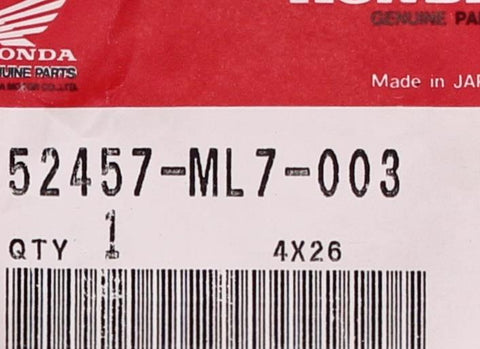 HONDA
GENUINE PARTS
Made in JAP
52457-ML7-003
QTY 1 4X26